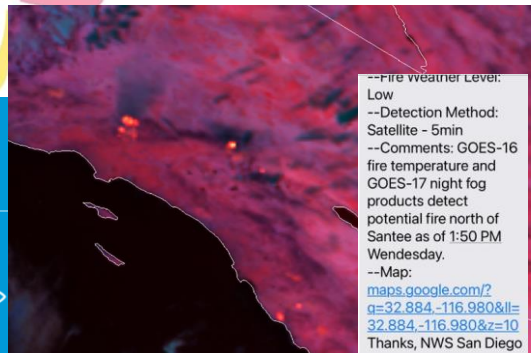 --Fire Weather Level:
Low
--Detection Method:
Satellite - 5min
--Comments: GOES-16
fire temperature and
GOES-17 night fog
products detect
potential fire north of
Santee as of 1:50 PM
Wendesday.
--Map:
maps.google.com/?
q=32.884,-116.980&ll=
32.884,-116.980&z=10
Thanks, NWS San Diego